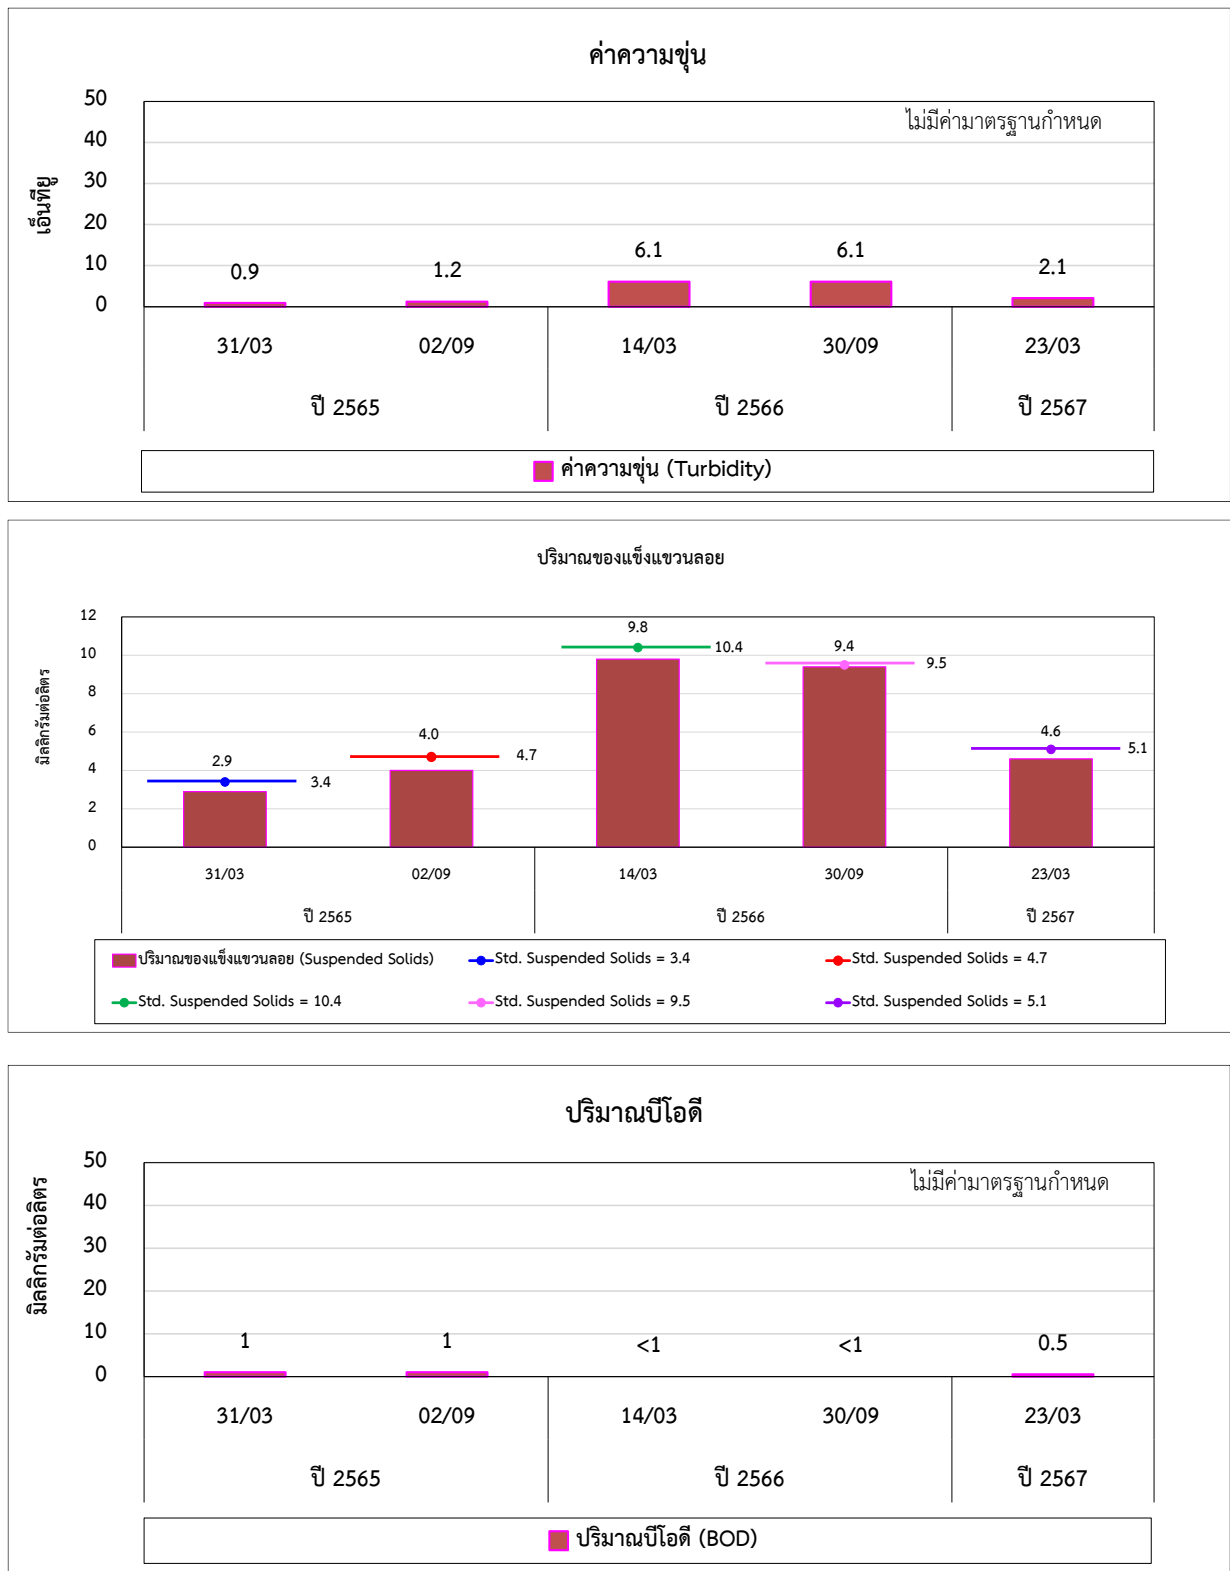 ค่าความขุ่น
ไม่มีค่ามาตรฐานกำหนด
เอ็นทียู
50
40
30
20
10
0
0.9
1.2
6.1
6.1
2.1
31/03 02/09 14/03 30/09 23/03
ปี 2565 ปี 2566 ปี 2567
ค่าความขุ่น (Turbidity)
ปริมาณของแข็งแขวนลอย
มิลลิกรัมต่อลิตร
12
10
8
6
4
2
0
2.9
3.4
4.0
4.7
9.8
10.4
9.4
9.5
4.6
5.1
31/03 02/09 14/03 30/09 23/03
ปี 2565 ปี 2566 ปี 2567
ปริมาณของแข็งแขวนลอย (Suspended Solids) Std. Suspended Solids = 3.4 Std. Suspended Solids = 4.7
Std. Suspended Solids = 10.4 Std. Suspended Solids = 9.5 Std. Suspended Solids = 5.1
ปริมาณบีโอดี
ไม่มีค่ามาตรฐานกำหนด
มิลลิกรัมต่อลิตร
50
40
30
20
10
0
1
1
<1
<1
0.5
31/03 02/09 14/03 30/09 23/03
ปี 2565 ปี 2566 ปี 2567
ปริมาณบีโอดี (BOD)